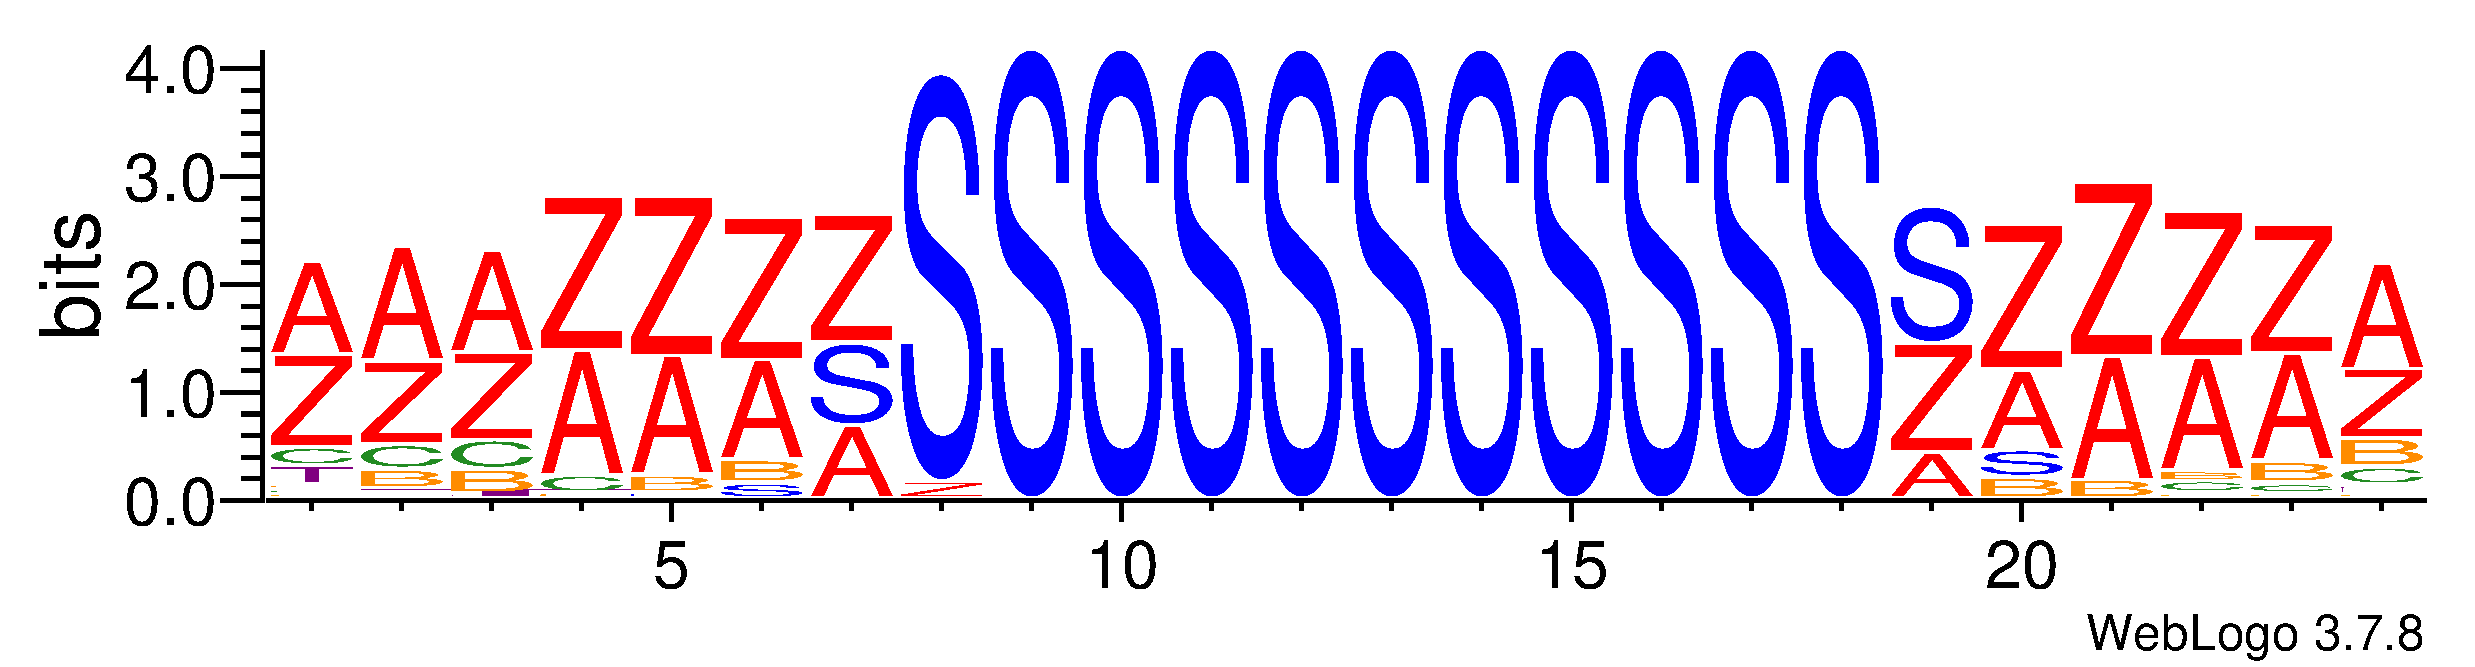 bits
4.0
3.0
2.0
1.0
0.0
A A A Z Z Z Z S S S S S S S S S S S S Z Z Z Z A
Z Z Z A A A S Z Z A A A A Z
C C C C B B A A S B B B B
T B B S B C C C
5 10 15 20
WebLogo 3.7.8